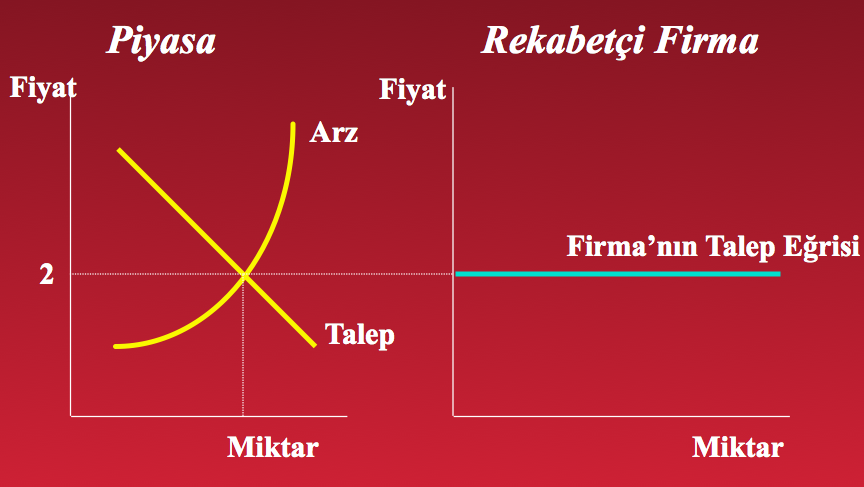 Piyasa
Rekabetçi Firma
Fiyat
Arz
2
Talep
Miktar
Fiyat
Firma’nın Talep Eğrisi
Miktar